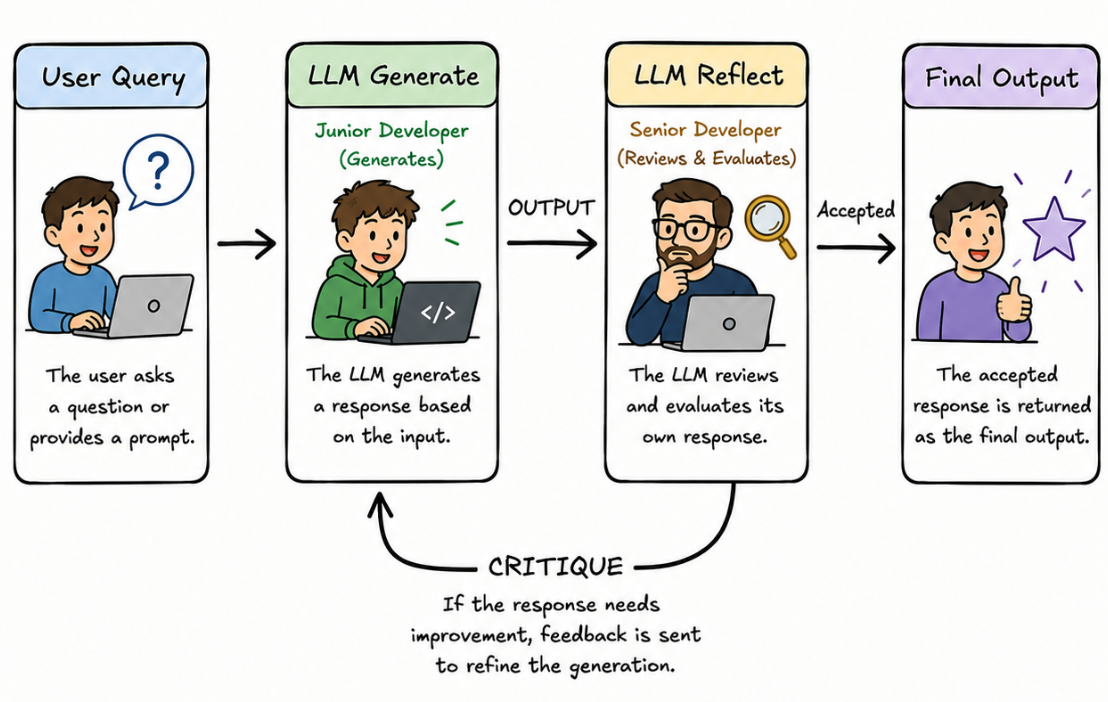 User Query
The user asks
a question or
provides a prompt.
LLM Generate
Junior Developer
(Generates)
</>
The LLM generates
a response based
on the input.
OUTPUT
LLM Reflect
Senior Developer
(Reviews & Evaluates)
The LLM reviews
and evaluates its
own response.
Accepted
Final Output
The accepted
response is returned
as the final output.
CRITIQUE
If the response needs
improvement, feedback is sent
to refine the generation.
?